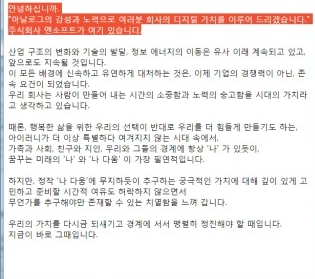 안녕하십니까.
"아날로그의 감성과 노력으로 여러분 회사의 디지털 가치를 이루어 드리겠습니다."
주식회사 앤소프트가 여기 있습니다.
산업 구조의 변화와 기술의 발달, 정보 에너지의 이동은 유사 이래 계속되고 있고,
앞으로도 지속될 것입니다.
이 모든 배경에 신속하고 유연하게 대처하는 것은, 이제 기업의 경쟁력이 아닌, 존
속 요건이 되었습니다.
우리 회사는 사람이 만들어 내는 시간의 소중함과 노력의 숭고함을 시대의 가치라
고 생각하고 있습니다.
때론, 행복한 삶을 위한 우리의 선택이 반대로 우리를 더 힘들게 만들기도 하는,
아이러니가 더 이상 특별하다 여겨지지 않는 시대 속에서,
가족과 사회, 친구와 지인, 우리와 그들의 경계에 항상 '나' 가 있듯이,
꿈꾸는 미래의 '나'와 '나 다움' 이 가장 필연적입니다.
하지만, 정작 '나 다움'에 무지하듯이 추구하는 궁극적인 가치에 대해 깊이 있게 고
민하고 준비할 시간적 여유도 허락하지 않으면서
무언가를 추구해야만 존재할 수 있는 치열함을 느껴 갑니다.
우리의 가치를 다시금 되새기고 경계에 서서 맹렬히 정진해야 할 때입니다.
지금이 바로 그때입니다.